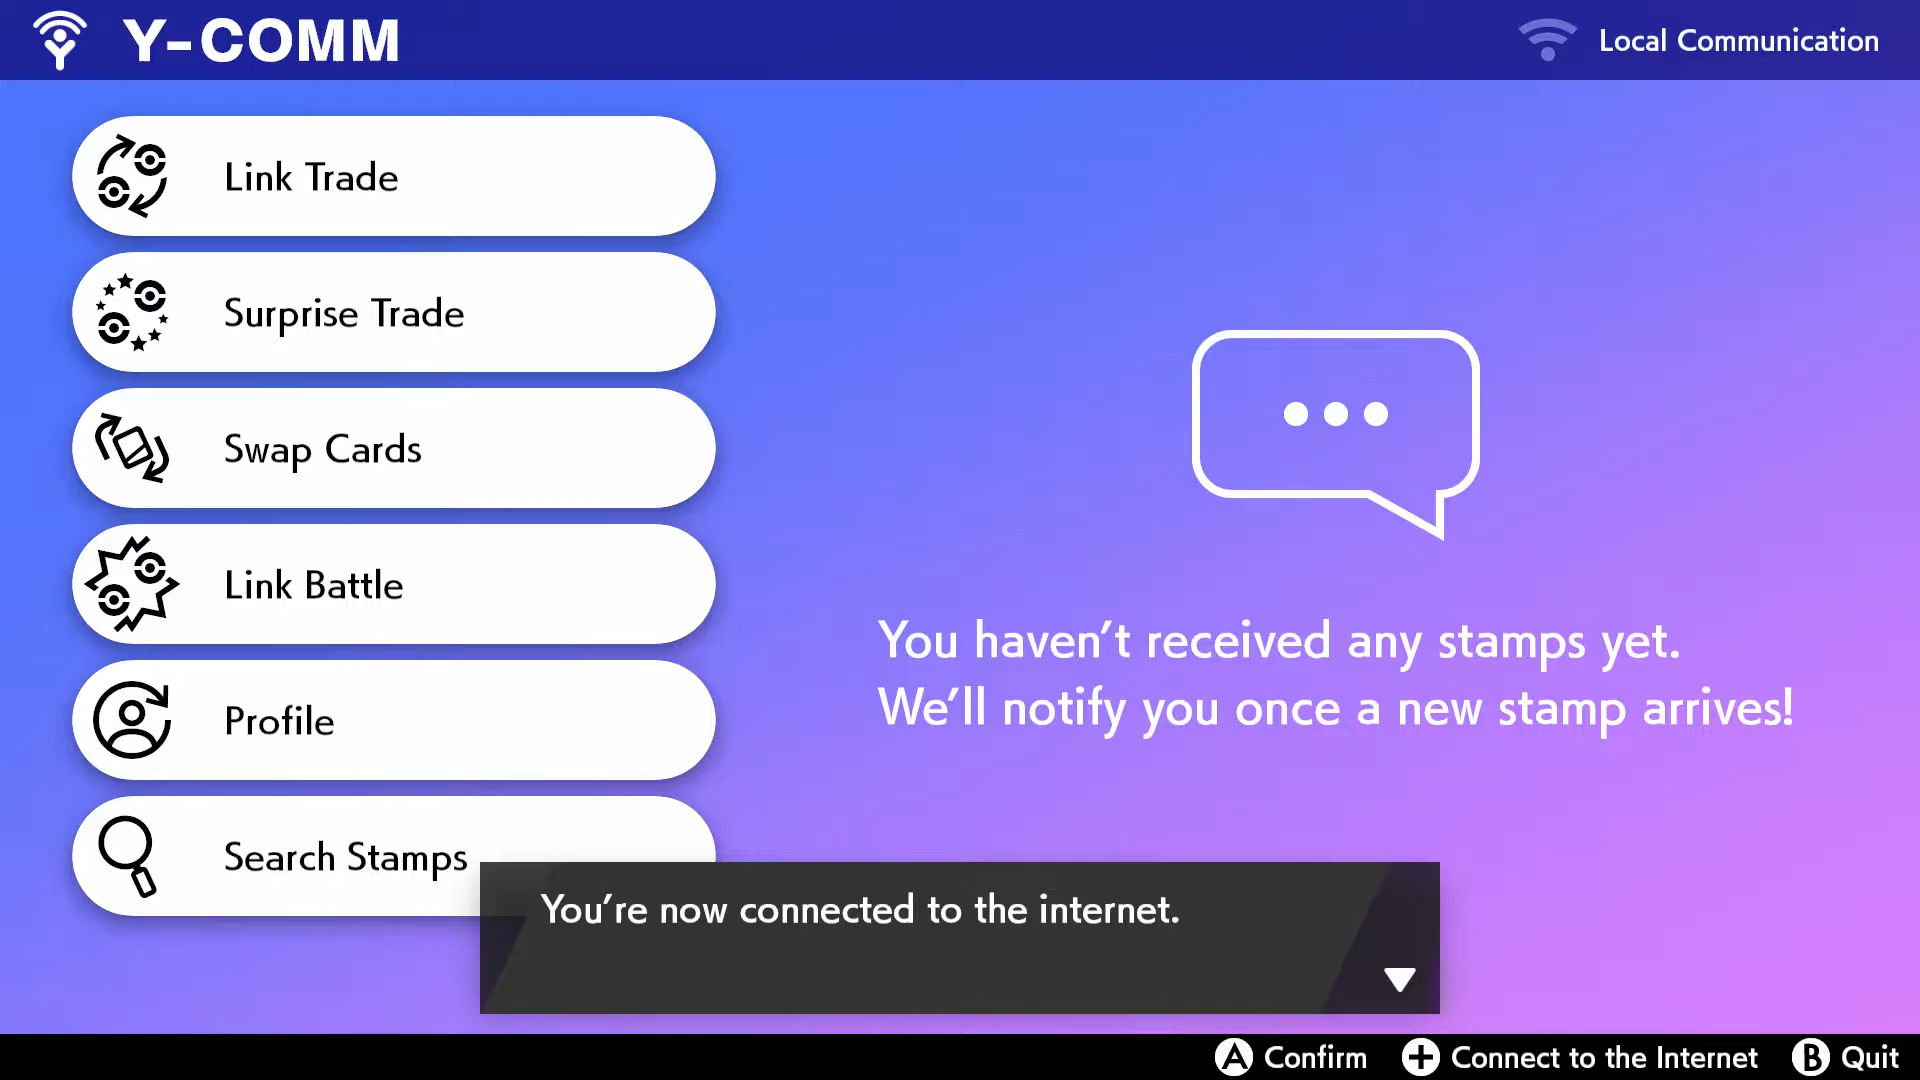 Y-COMM
Local Communication
Link Trade
Surprise Trade
Swap Cards
Link Battle
Profile
Search Stamps
You haven't received any stamps yet.
We'll notify you once a new stamp arrives!
You're now connected to the internet.
A Confirm + Connect to the Internet B Quit